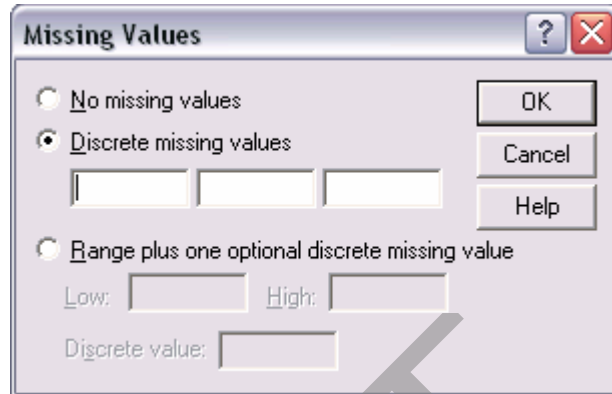 Missing Values
No missing values
OK
Discrete missing values
Cancel
Help
Range plus one optional discrete missing value
Low: High:
Discrete value: